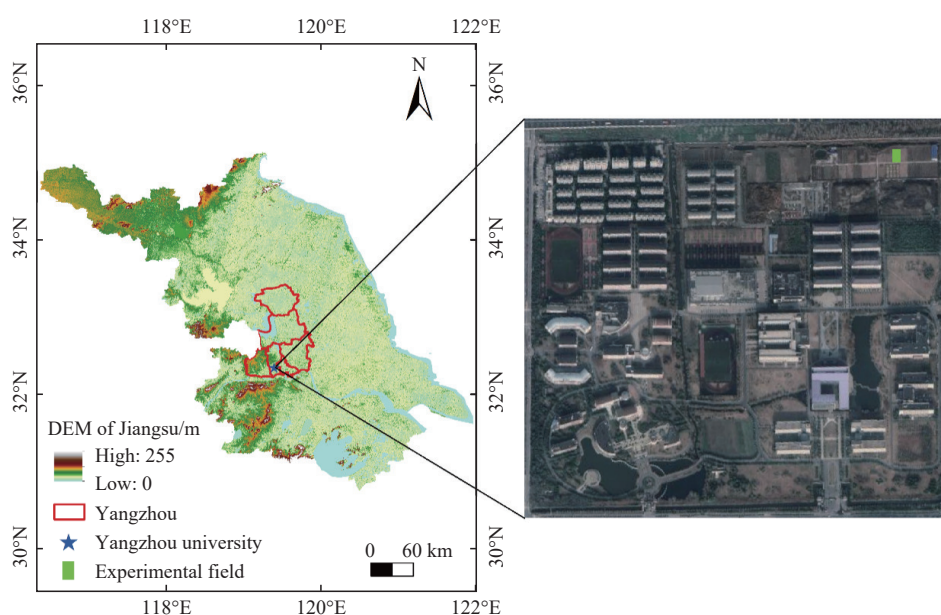 118°E
120°E
122°E
N
36°N
36°N
34°N
34°N
32°N
32°N
30°N
30°N
DEM of Jiangsu/m
High: 255
Low: 0
Yangzhou
Yangzhou university
Experimental field
0 60 km
118°E
120°E
122°E